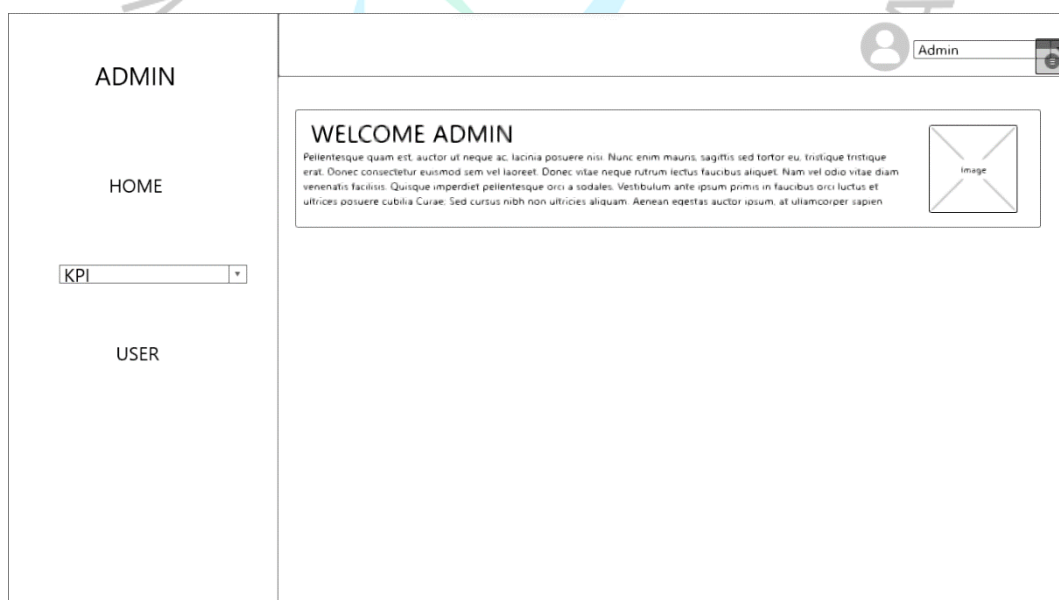 ADMIN
HOME
KPI
USER
Admin
WELCOME ADMIN
Pellentesque quam est, auctor ut neque ac, lacinia posuere nisi. Nunc enim mauris, sagittis sed tortor eu, tristique tristique
erat. Donec consectetur euismod sem vel laoreet. Donec vitae neque rutrum lectus faucibus aliquet. Nam vel odio vitae diam
venenatis facilisis. Quisque imperdiet pellentesque orci a sodales. Vestibulum ante ipsum primis in faucibus orci luctus et
ultrices posuere cubilia Curae; Sed cursus nibh non ultricies aliquam. Aenean egestas auctor ipsum, at ullamcorper sapien
Image